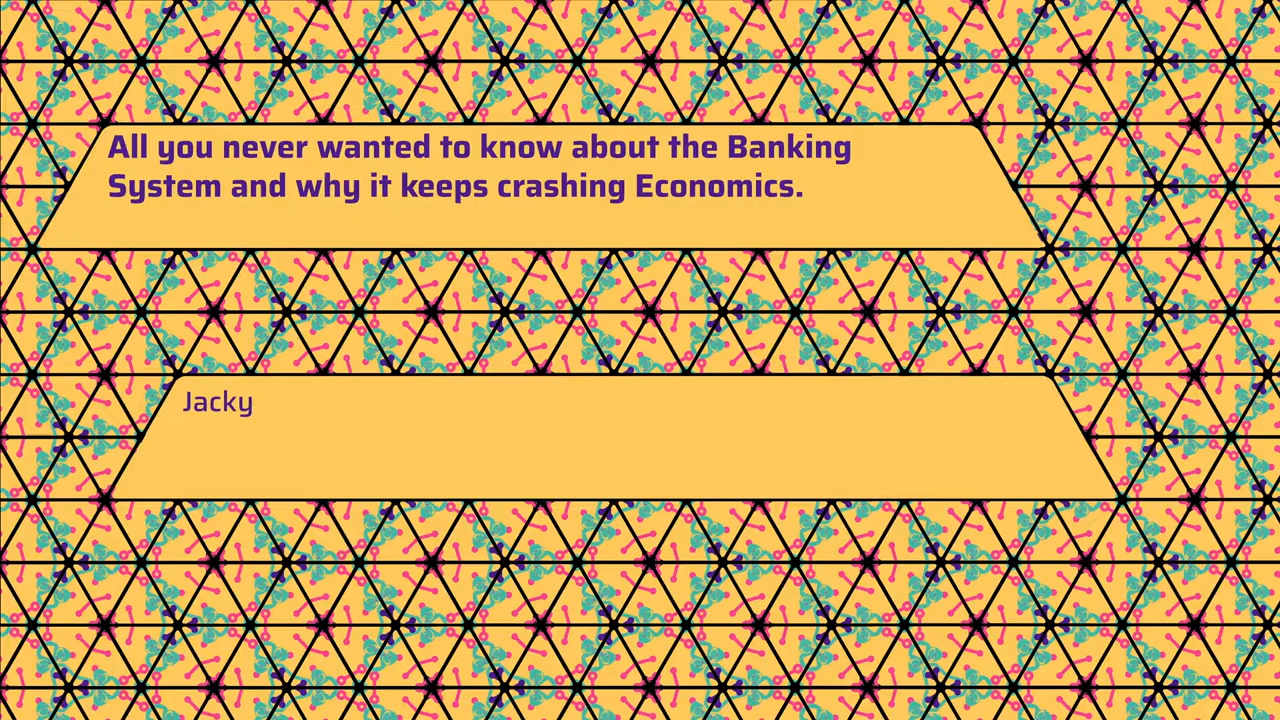 All you never wanted to know about the Banking
System and why it keeps crashing Economics.
Jacky